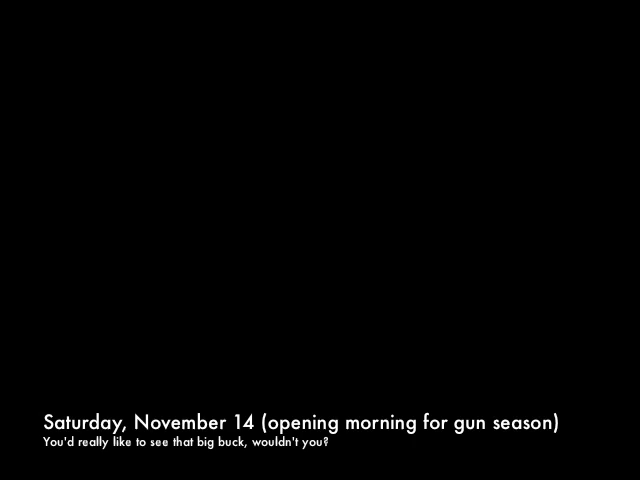 Saturday, November 14 (opening morning for gun season)
You'd really like to see that big buck, wouldn't you?